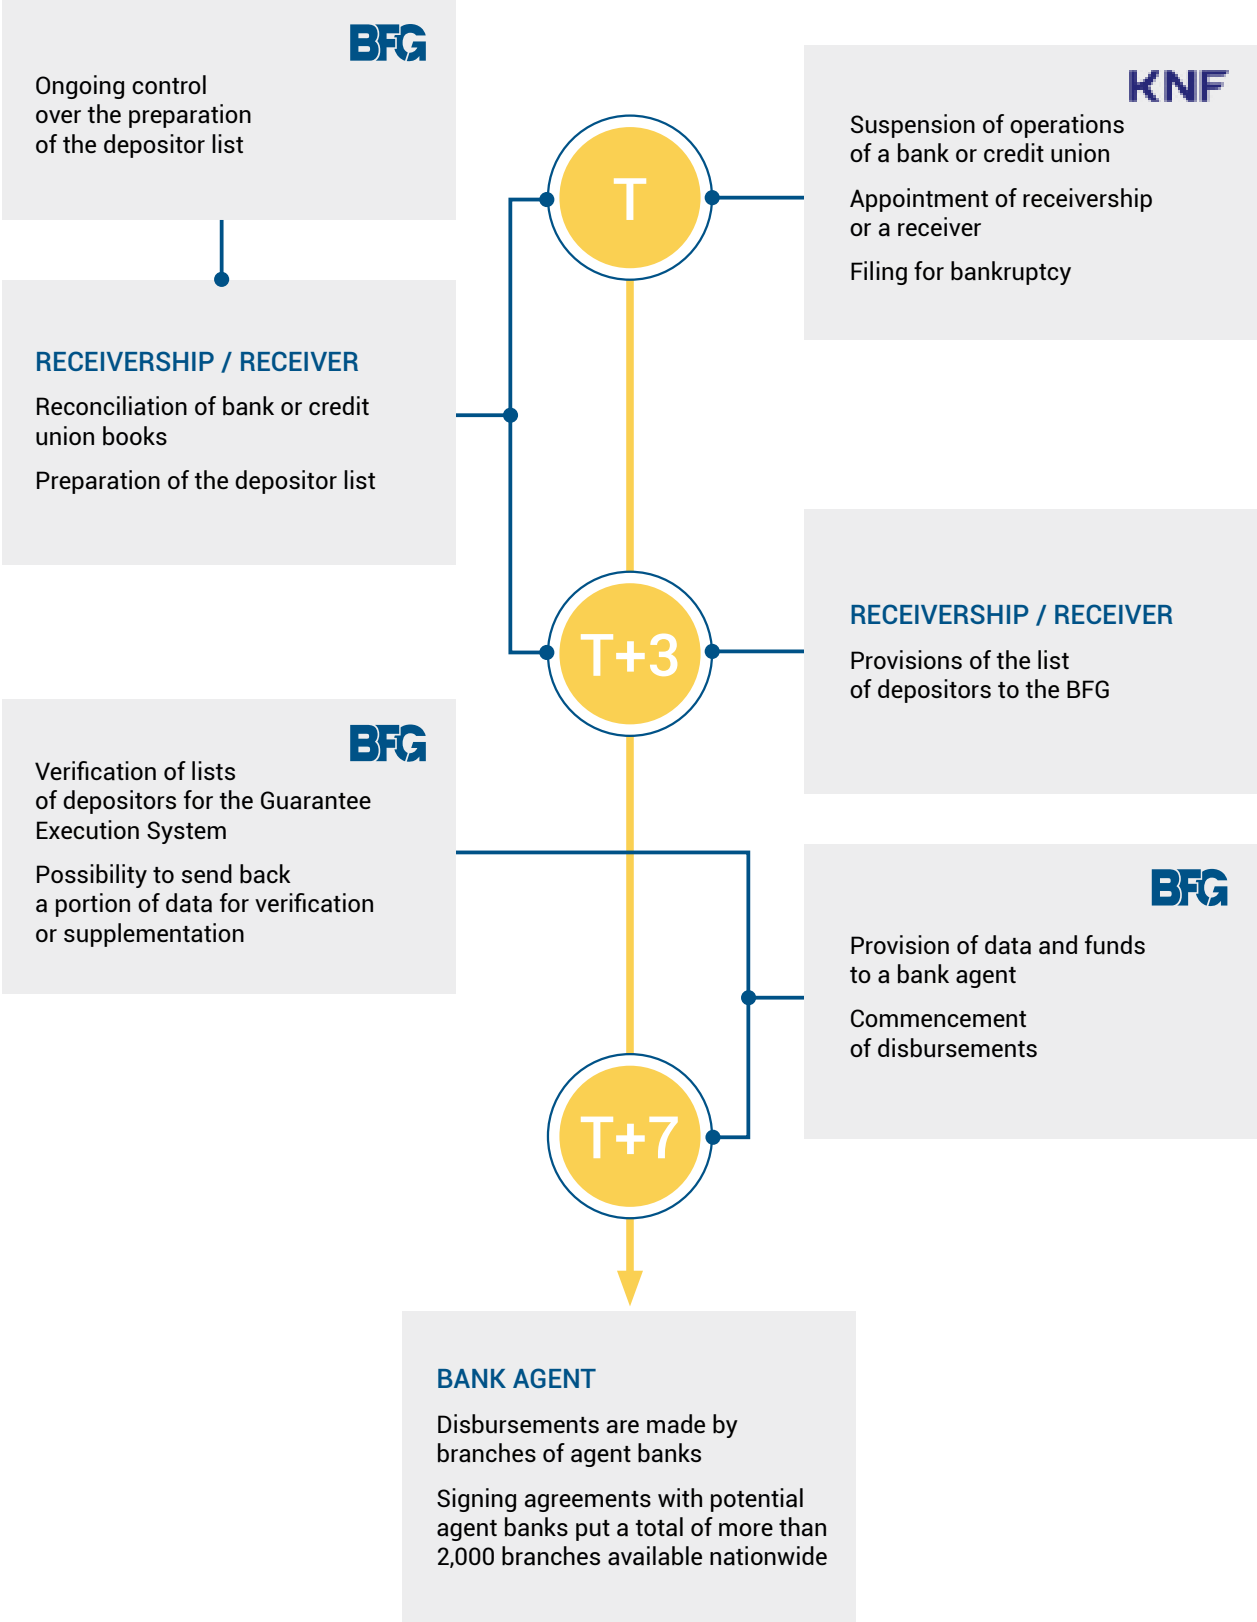 BFG
Ongoing control
over the preparation
of the depositor list
KNF
Suspension of operations
of a bank or credit union
Appointment of receivership
or a receiver
Filing for bankruptcy
T
RECEIVERSHIP / RECEIVER
Reconciliation of bank or credit
union books
Preparation of the depositor list
T+3
RECEIVERSHIP / RECEIVER
Provisions of the list
of depositors to the BFG
BFG
Verification of lists
of depositors for the Guarantee
Execution System
Possibility to send back
a portion of data for verification
or supplementation
BFG
Provision of data and funds
to a bank agent
Commencement
of disbursements
T+7
BANK AGENT
Disbursements are made by
branches of agent banks
Signing agreements with potential
agent banks put a total of more than
2,000 branches available nationwide